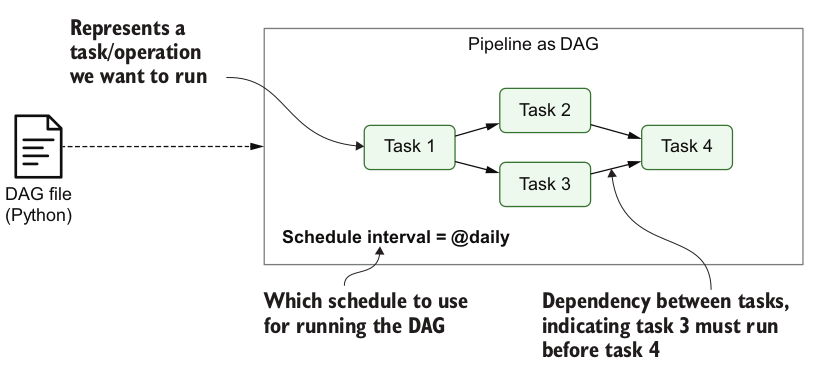 Represents a
task/operation
we want to run
Pipeline as DAG
Task 1
Task 2
Task 3
Task 4
DAG file
(Python)
Schedule interval = @daily
Which schedule to use
for running the DAG
Dependency between tasks,
indicating task 3 must run
before task 4